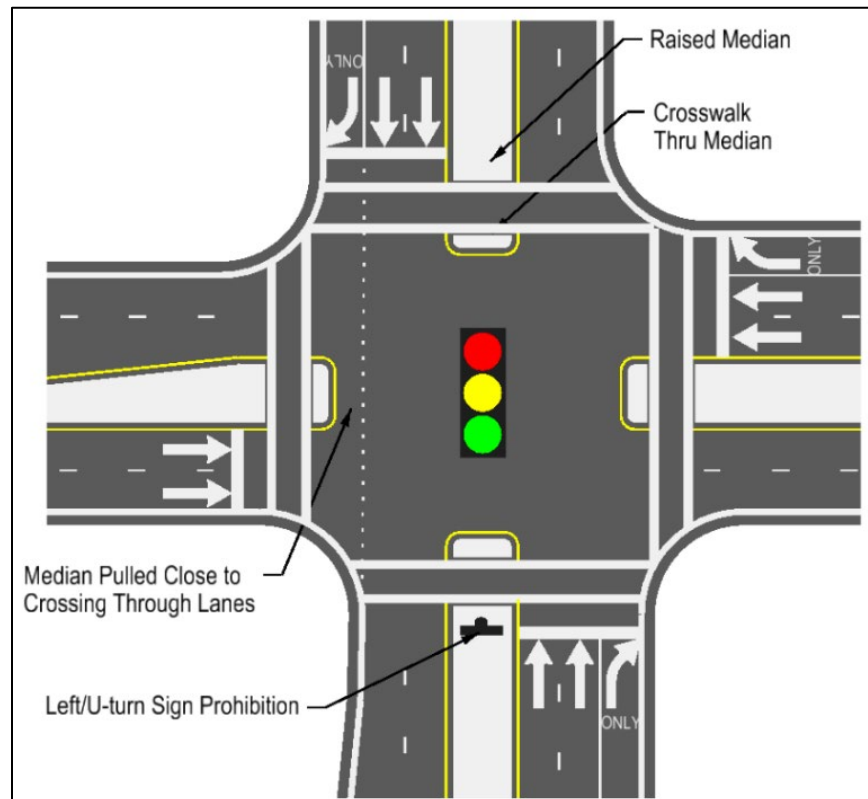 Raised Median
Crosswalk
Thru Median
ONLY
ONLY
Median Pulled Close to
Crossing Through Lanes
Left/U-turn Sign Prohibition
ONLY